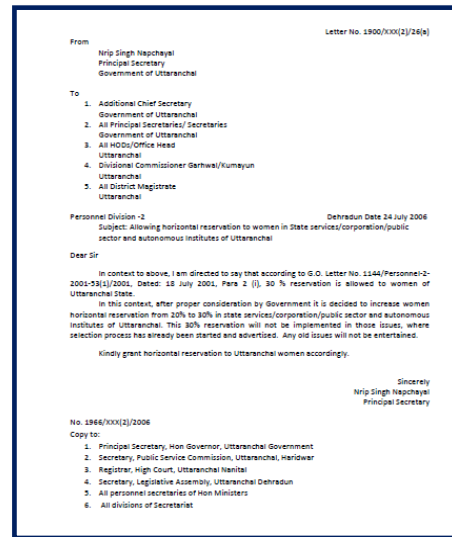 Letter No. 1900/XXX(2)/26(a)
From
Nrip Singh Napchayal
Principal Secretary
Government of Uttaranchal
To
1. Additional Chief Secretary
Government of Uttaranchal
2. All Principal Secretaries/ Secretaries
Government of Uttaranchal
3. All HODs/Office Head
Uttaranchal
4. Divisional Commissioner Garhwal/Kumayun
Uttaranchal
5. All District Magistrate
Uttaranchal
Personnel Division -2 Dehradun Date 24 July 2006
Subject: Allowing horizontal reservation to women in State services/corporation/public
sector and autonomous Institutes of Uttaranchal
Dear Sir
In context to above, I am directed to say that according to G.O. Letter No. 1144/Personnel-2-
2001-53(1)/2001, Dated: 18 July 2001, Para 2 (i), 30 % reservation is allowed to women of
Uttaranchal State.
In this context, after proper consideration by Government it is decided to increase women
horizontal reservation from 20% to 30% in state services/corporation/public sector and autonomous
Institutes of Uttaranchal. This 30% reservation will not be implemented in those issues, where
selection process has already been started and advertised. Any old issues will not be entertained.
Kindly grant horizontal reservation to Uttaranchal women accordingly.
Sincerely
Nrip Singh Napchayal
Principal Secretary
No. 1966/XXX(2)/2006
Copy to:
1. Principal Secretary, Hon Governor, Uttaranchal Government
2. Secretary, Public Service Commission, Uttaranchal, Haridwar
3. Registrar, High Court, Uttaranchal Nanital
4. Secretary, Legislative Assembly, Uttaranchal Dehradun
5. All personnel secretaries of Hon Ministers
6. All divisions of Secretariat